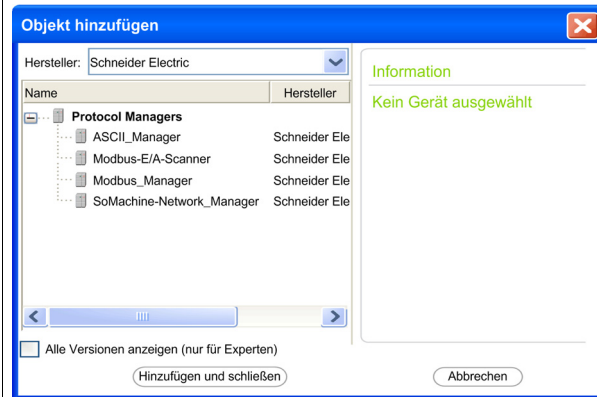 Objekt hinzufügen
Hersteller: Schneider Electric
Name Hersteller
Protocol Managers
ASCII_Manager Schneider Ele
Modbus-E/A-Scanner Schneider Ele
Modbus_Manager Schneider Ele
SoMachine-Network_Manager Schneider Ele
Alle Versionen anzeigen (nur für Experten)
Information
Kein Gerät ausgewählt
Hinzufügen und schließen
Abbrechen